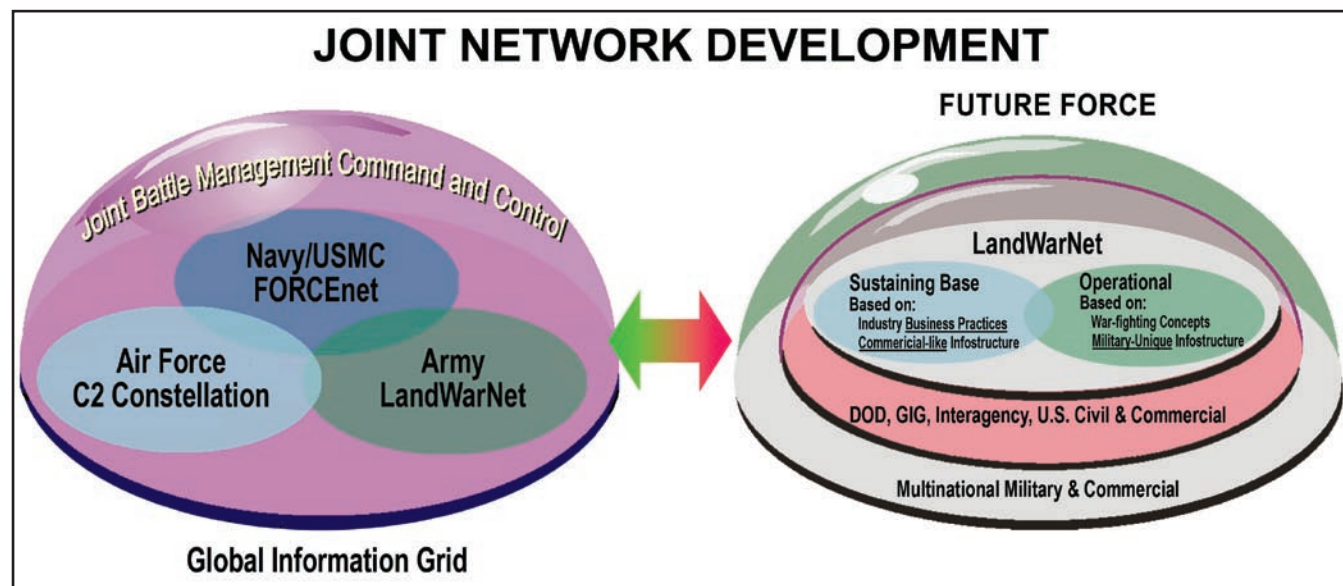 JOINT NETWORK DEVELOPMENT
Joint Battle Management Command and Control
Navy/USMC
FORCEnet
Air Force
C2 Constellation
Army
LandWarNet
Global Information Grid
FUTURE FORCE
LandWarNet
Sustaining Base
Based on:
Industry Business Practices
Commericial-like Infostructure
Operational
Based on:
War-fighting Concepts
Military-Unique Infostructure
DOD, GIG, Interagency, U.S. Civil & Commercial
Multinational Military & Commercial